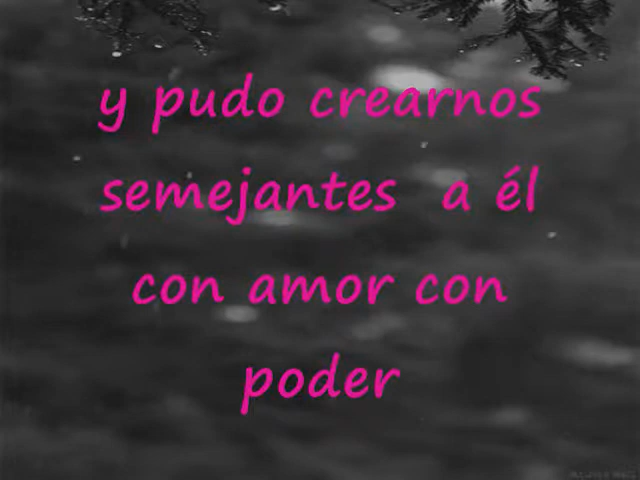 y pudo crearnos
semejantes a él
con amor con
poder